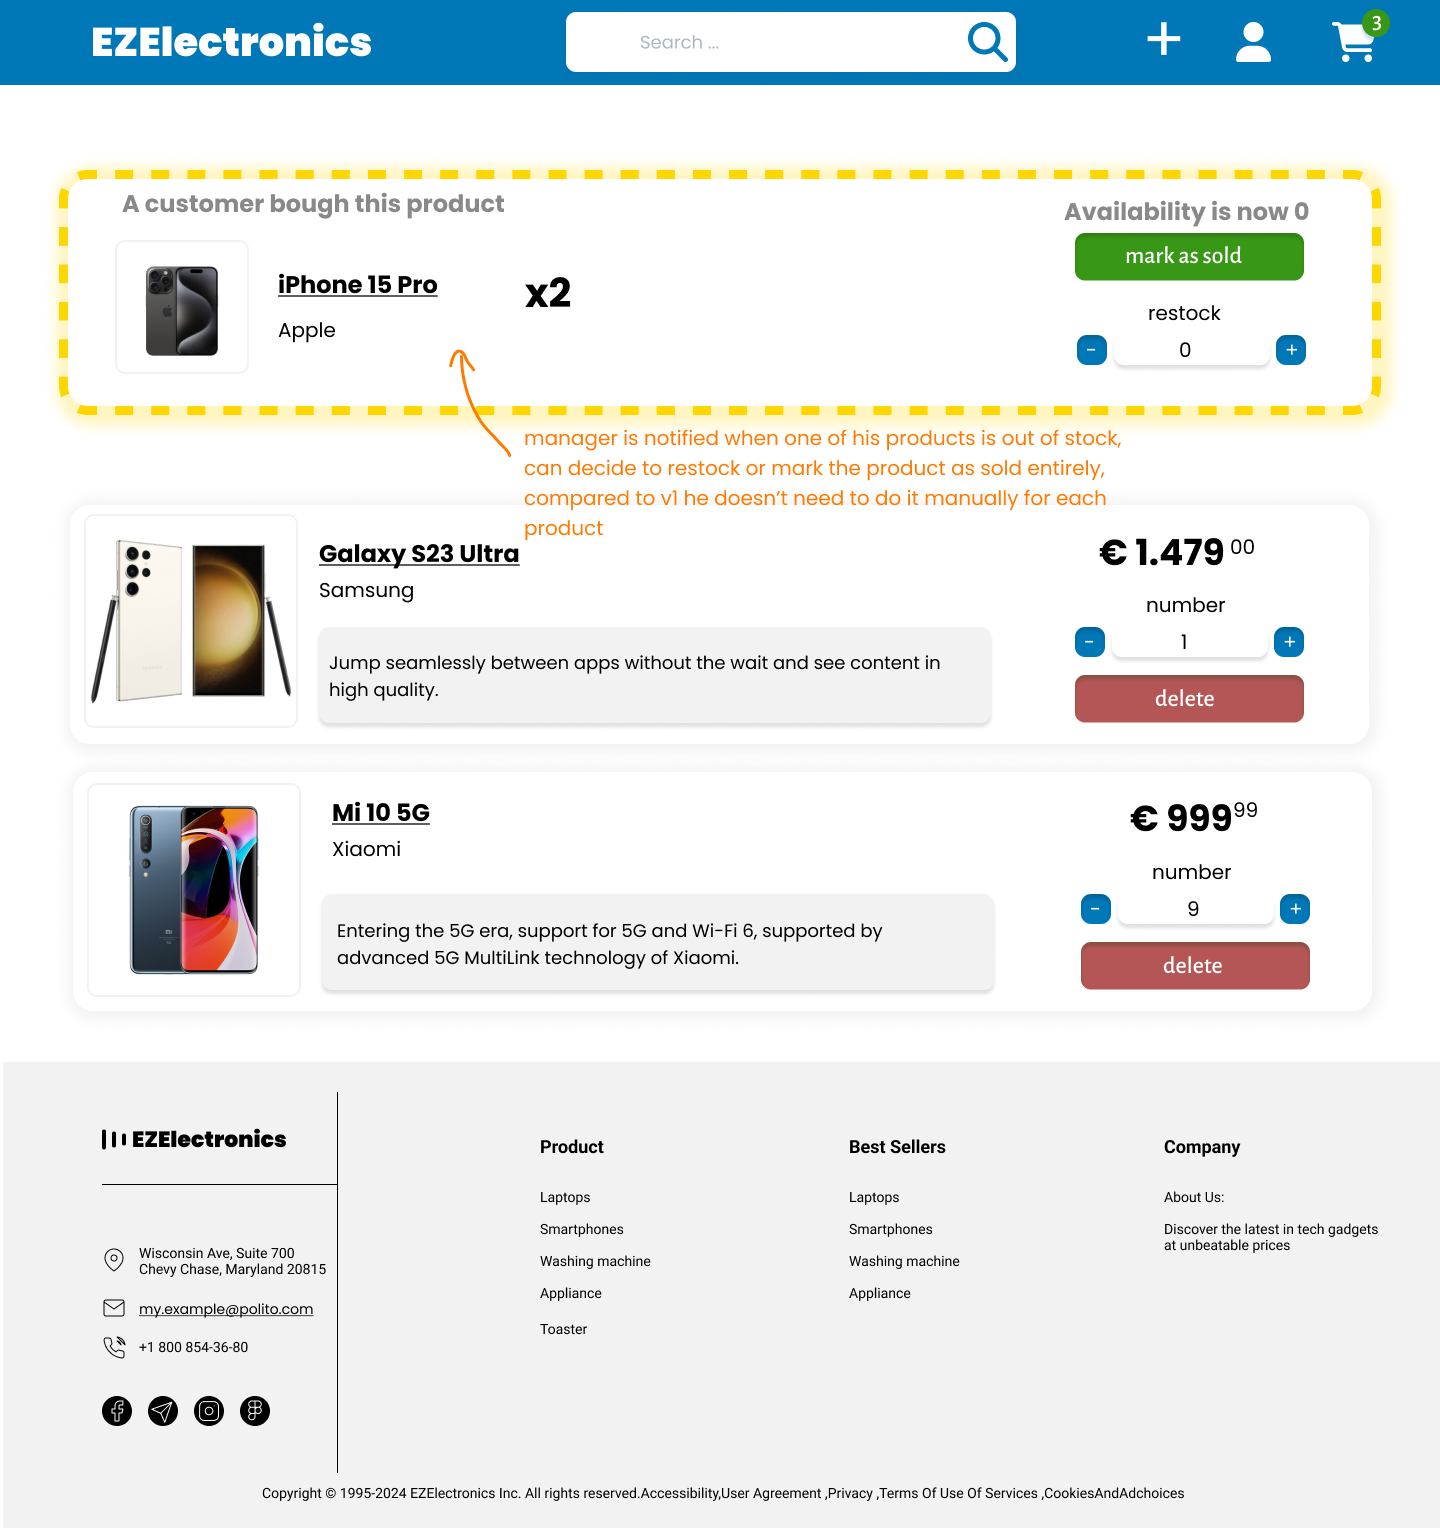 EZElectronics
Search ...
3
A customer bough this product
Availability is now 0
mark as sold
iPhone 15 Pro
x2
Apple
restock
- 0 +
manager is notified when one of his products is out of stock,
can decide to restock or mark the product as sold entirely,
compared to v1 he doesn’t need to do it manually for each
product
Galaxy S23 Ultra
Samsung
€ 1.479 00
number
- 1 +
Jump seamlessly between apps without the wait and see content in
high quality.
delete
Mi 10 5G
Xiaomi
€ 999 99
number
- 9 +
Entering the 5G era, support for 5G and Wi-Fi 6, supported by
advanced 5G MultiLink technology of Xiaomi.
delete
EZElectronics
Wisconsin Ave, Suite 700
Chevy Chase, Maryland 20815
my.example@polito.com
+1 800 854-36-80
Product
Laptops
Smartphones
Washing machine
Appliance
Toaster
Best Sellers
Laptops
Smartphones
Washing machine
Appliance
Company
About Us:
Discover the latest in tech gadgets
at unbeatable prices
Copyright © 1995-2024 EZElectronics Inc. All rights reserved.Accessibility,User Agreement ,Privacy ,Terms Of Use Of Services ,CookiesAndAdchoices